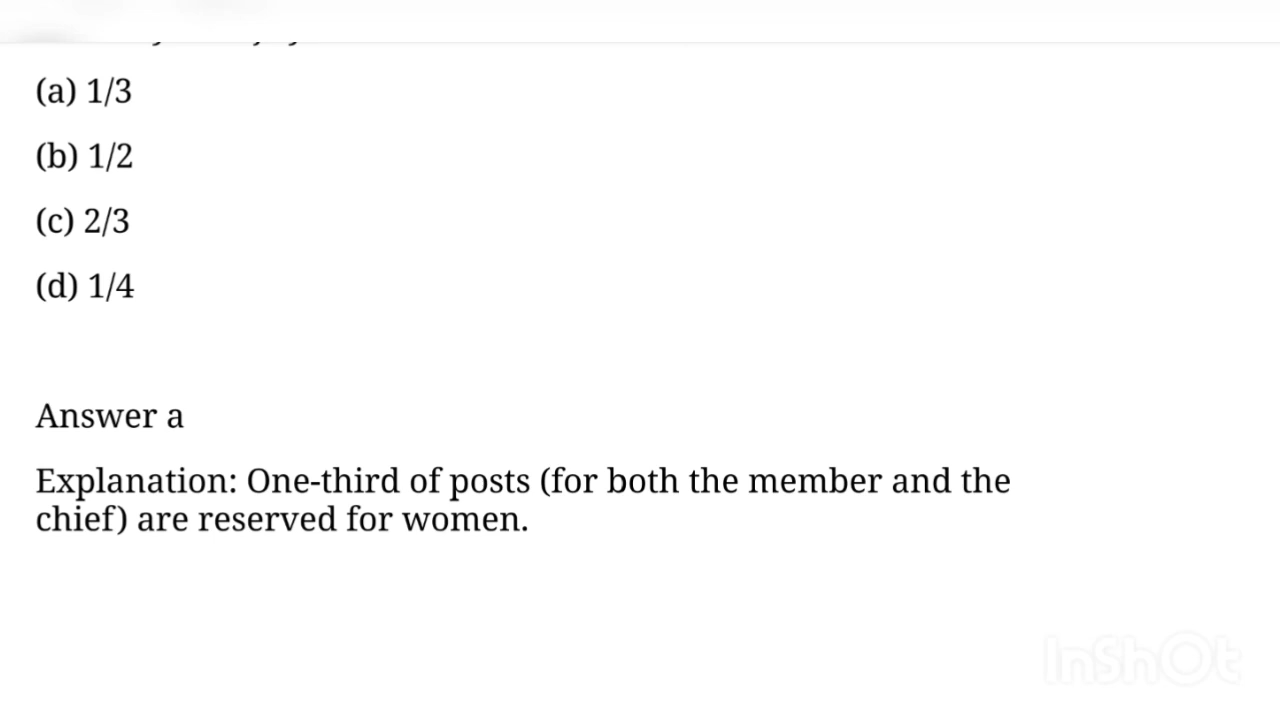 (a) 1/3
(b) 1/2
(c) 2/3
(d) 1/4
Answer a
Explanation: One-third of posts (for both the member and the
chief) are reserved for women.
InShOt